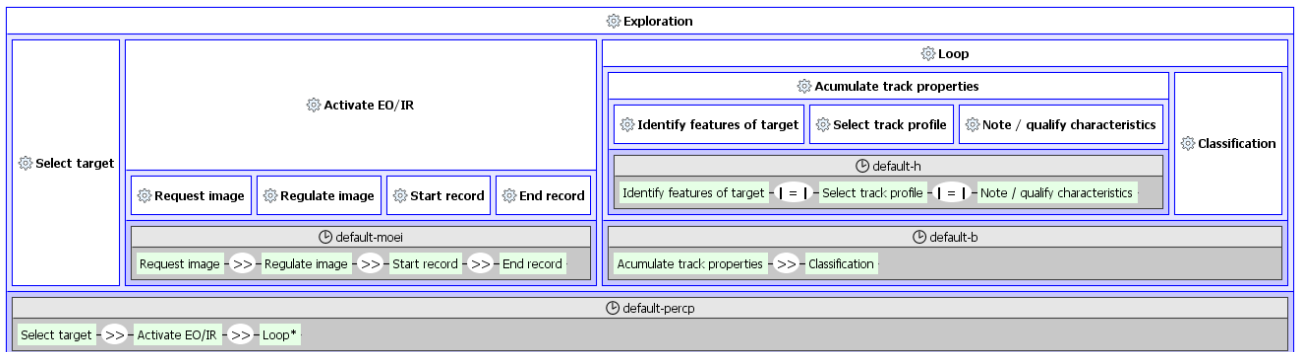 Exploration
Select target
Activate EO/IR
Request image
Regulate image
Start record
End record
default-moei
Request image >> Regulate image >> Start record >> End record
Loop
Acumulate track properties
Identify features of target
Select track profile
Note / qualify characteristics
default-h
Identify features of target | = | Select track profile | = | Note / qualify characteristics
Classification
default-b
Acumulate track properties >> Classification
default-percp
Select target >> Activate EO/IR >> Loop*